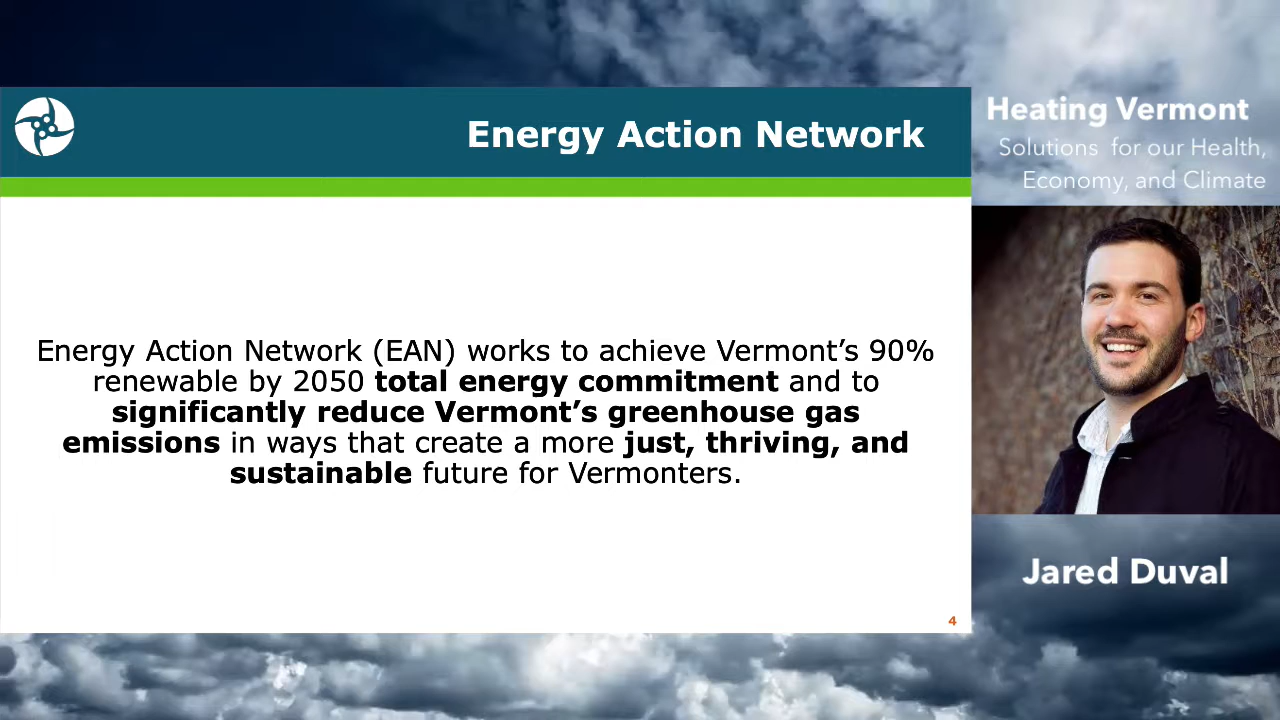 Energy Action Network
Energy Action Network (EAN) works to achieve Vermont’s 90%
renewable by 2050 total energy commitment and to
significantly reduce Vermont’s greenhouse gas
emissions in ways that create a more just, thriving, and
sustainable future for Vermonters.
4
Heating Vermont
Solutions for our Health,
Economy, and Climate
Jared Duval